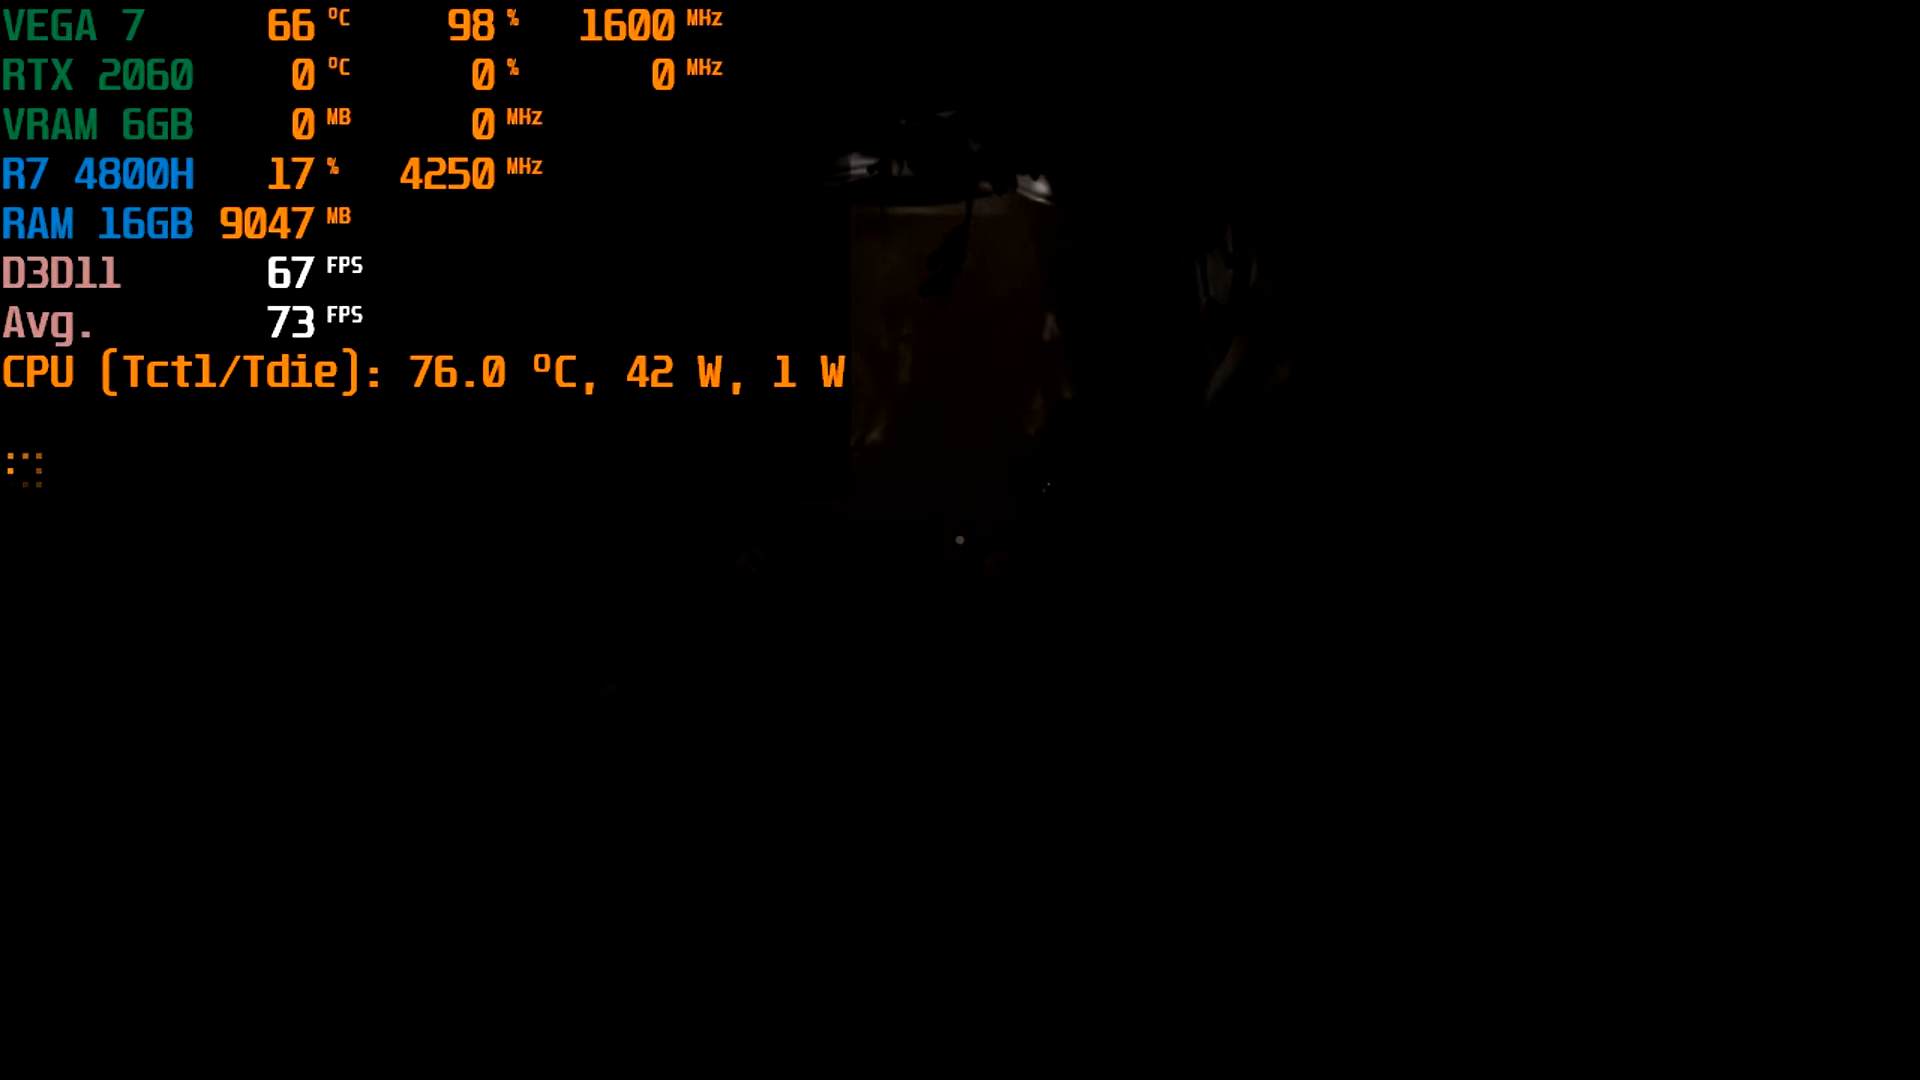 VEGA 7 66 °C 98 % 1600 MHz
RTX 2060 0 °C 0 % 0 MHz
VRAM 6GB 0 MB 0 MHz
R7 4800H 17 % 4250 MHz
RAM 16GB 9047 MB
D3D11 67 FPS
Avg. 73 FPS
CPU (Tctl/Tdie): 76.0 °C, 42 W, 1 W